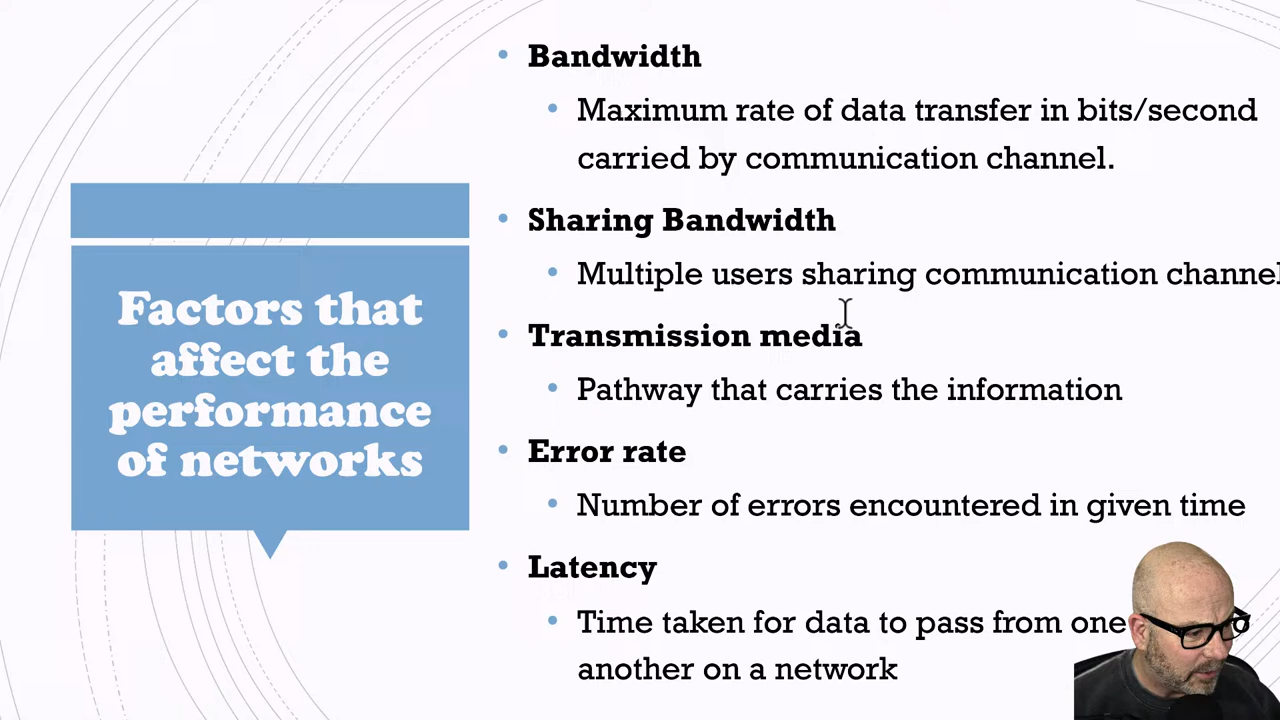 Factors that
affect the
performance
of networks
Bandwidth
Maximum rate of data transfer in bits/second
carried by communication channel.
Sharing Bandwidth
Multiple users sharing communication channel
Transmission media
Pathway that carries the information
Error rate
Number of errors encountered in given time
Latency
Time taken for data to pass from one
another on a network